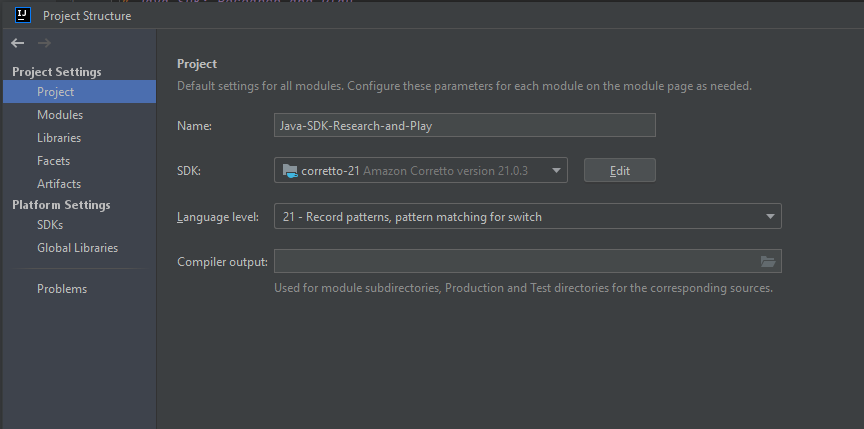 IJ Project Structure
Project Settings
Project
Modules
Libraries
Facets
Artifacts
Platform Settings
SDKs
Global Libraries
Problems
Project
Default settings for all modules. Configure these parameters for each module on the module page as needed.
Name: Java-SDK-Research-and-Play
SDK: corretto-21 Amazon Corretto version 21.0.3 Edit
Language level: 21 - Record patterns, pattern matching for switch
Compiler output:
Used for module subdirectories, Production and Test directories for the corresponding sources.